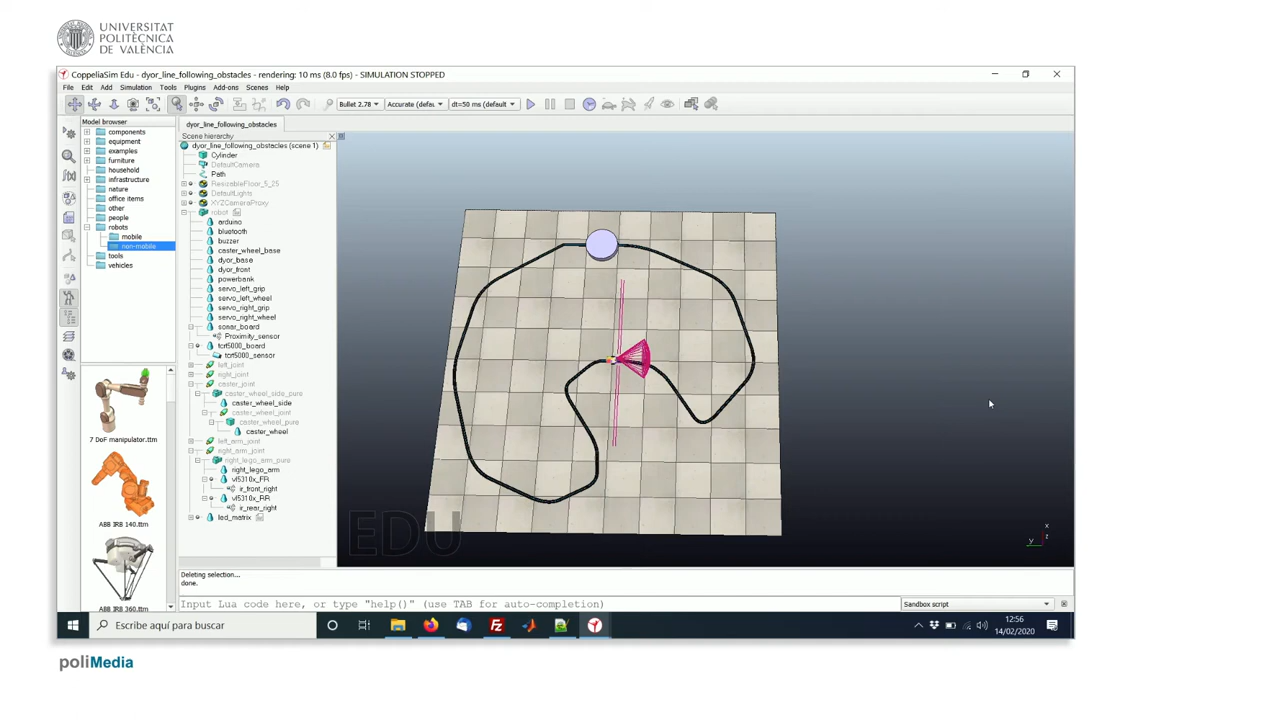 UNIVERSITAT
POLITÈCNICA
DE VALÈNCIA
CoppeliaSim Edu - dyor_line_following_obstacles - rendering: 10 ms (8.0 fps) - SIMULATION STOPPED
File Edit Add Simulation Tools Plugins Add-ons Scenes Help
Bullet 2.78 Accurate (defau dt=50 ms (default)
Model browser
components
equipment
examples
furniture
household
infrastructure
nature
office items
other
people
robots
mobile
non-mobile
tools
vehicles
7 DoF manipulator.ttm
ABB IRB 140.ttm
ABB IRB 360.ttm
dyor_line_following_obstacles
Scene hierarchy
dyor_line_following_obstacles (scene 1)
Cylinder
DefaultCamera
Path
ResizableFloor_5_25
DefaultLights
XYZCameraProxy
robot
arduino
bluetooth
buzzer
caster_wheel_base
dyor_base
dyor_front
powerbank
servo_left_grip
servo_left_wheel
servo_right_grip
servo_right_wheel
sonar_board
Proximity_sensor
tcrt5000_board
tcrt5000_sensor
left_joint
right_joint
caster_joint
caster_wheel_side_pure
caster_wheel_side
caster_wheel_joint
caster_wheel_pure
caster_wheel
left_arm_joint
right_arm_joint
right_lego_arm_pure
right_lego_arm
vl5310x_FR
ir_front_right
vl5310x_RR
ir_rear_right
led_matrix
EDU
x
y
z
Deleting selection...
done.
Input Lua code here, or type "help()" (use TAB for auto-completion)
Sandbox script
Escribe aquí para buscar
12:56
14/02/2020
poliMedia